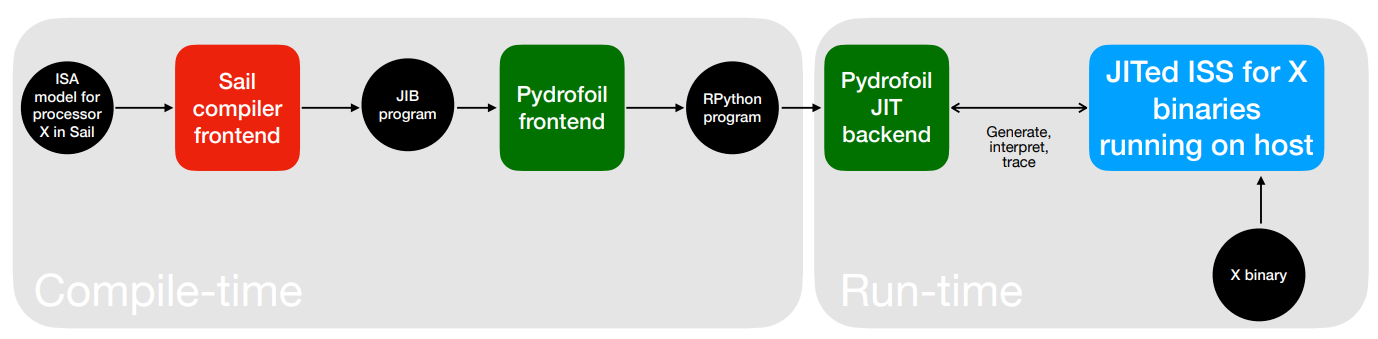 ISA
model for
processor
X in Sail
Sail
compiler
frontend
JIB
program
Pydrofoil
frontend
RPython
program
Pydrofoil
JIT
backend
Generate,
interpret,
trace
JITed ISS for X
binaries
running on host
X binary
Compile-time
Run-time